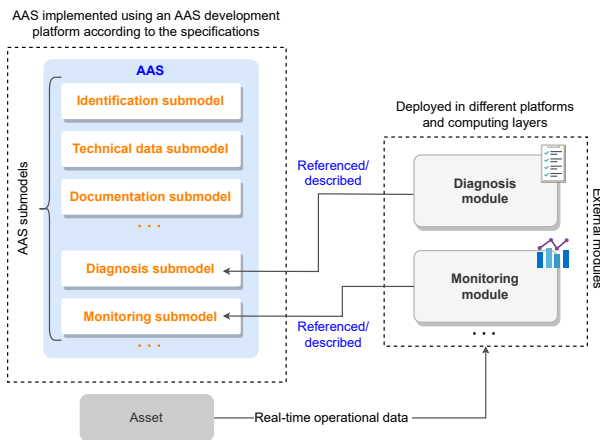 AAS implemented using an AAS development
platform according to the specifications
AAS
Identification submodel
Technical data submodel
Documentation submodel
. . .
Diagnosis submodel
Monitoring submodel
. . .
AAS submodels
Referenced/
described
Referenced/
described
Deployed in different platforms
and computing layers
Diagnosis
module
Monitoring
module
. . .
External modules
Asset
Real-time operational data